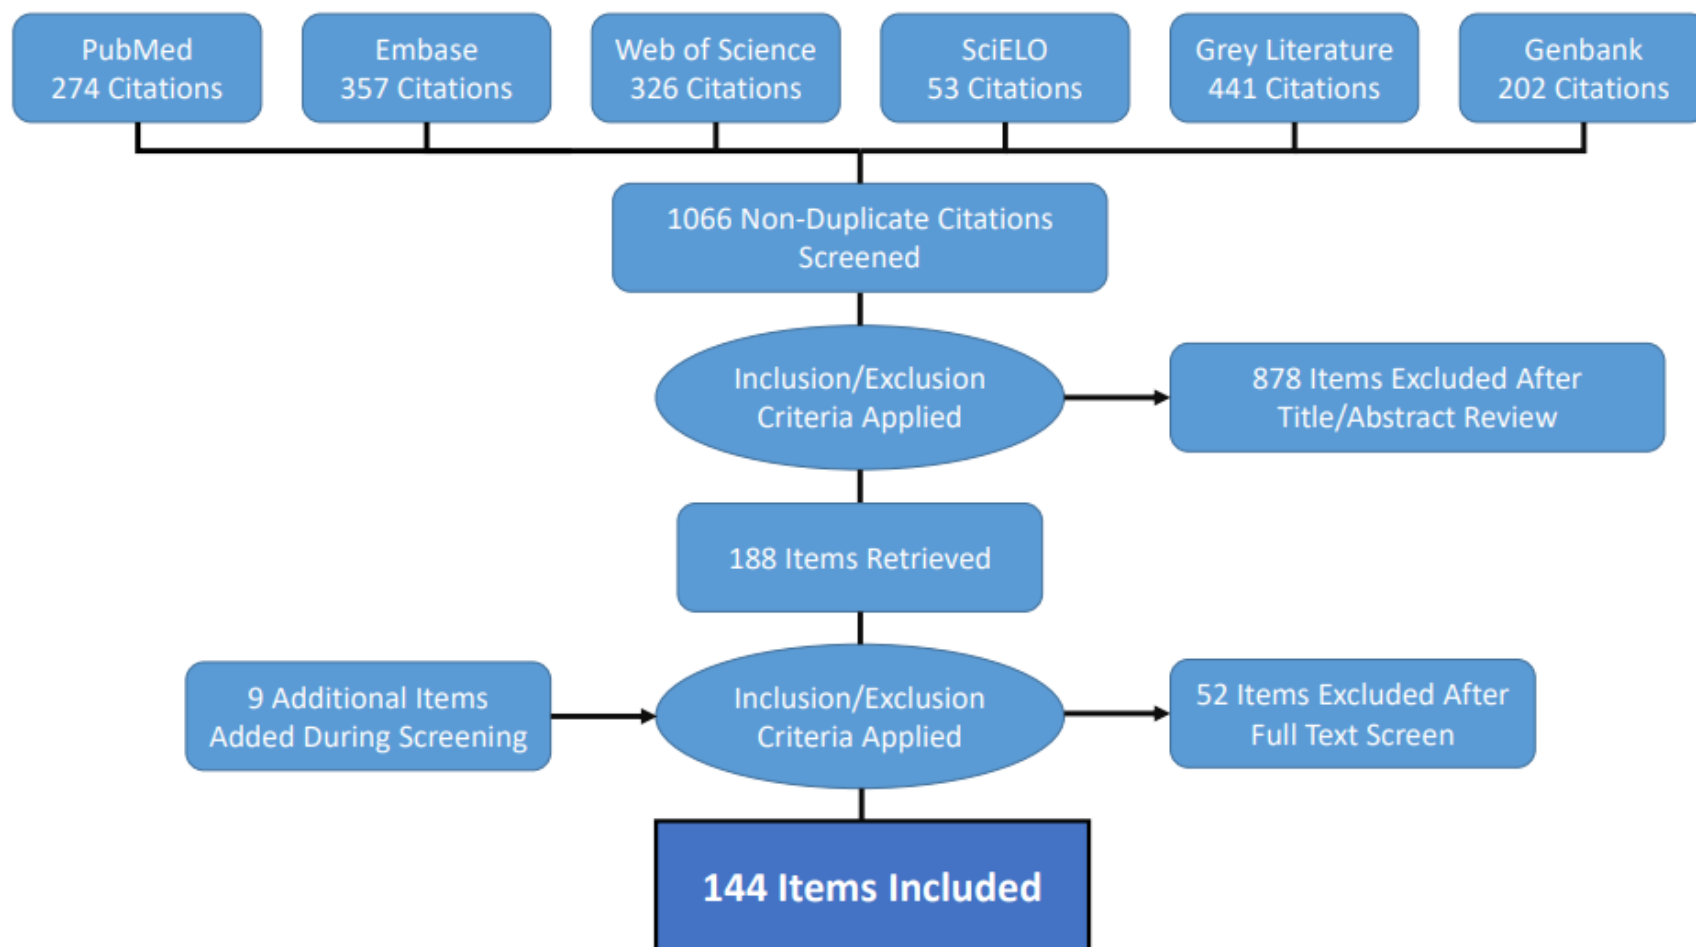 PubMed
274 Citations
Embase
357 Citations
Web of Science
326 Citations
SciELO
53 Citations
Grey Literature
441 Citations
Genbank
202 Citations
1066 Non-Duplicate Citations
Screened
Inclusion/Exclusion
Criteria Applied
878 Items Excluded After
Title/Abstract Review
188 Items Retrieved
9 Additional Items
Added During Screening
Inclusion/Exclusion
Criteria Applied
52 Items Excluded After
Full Text Screen
144 Items Included